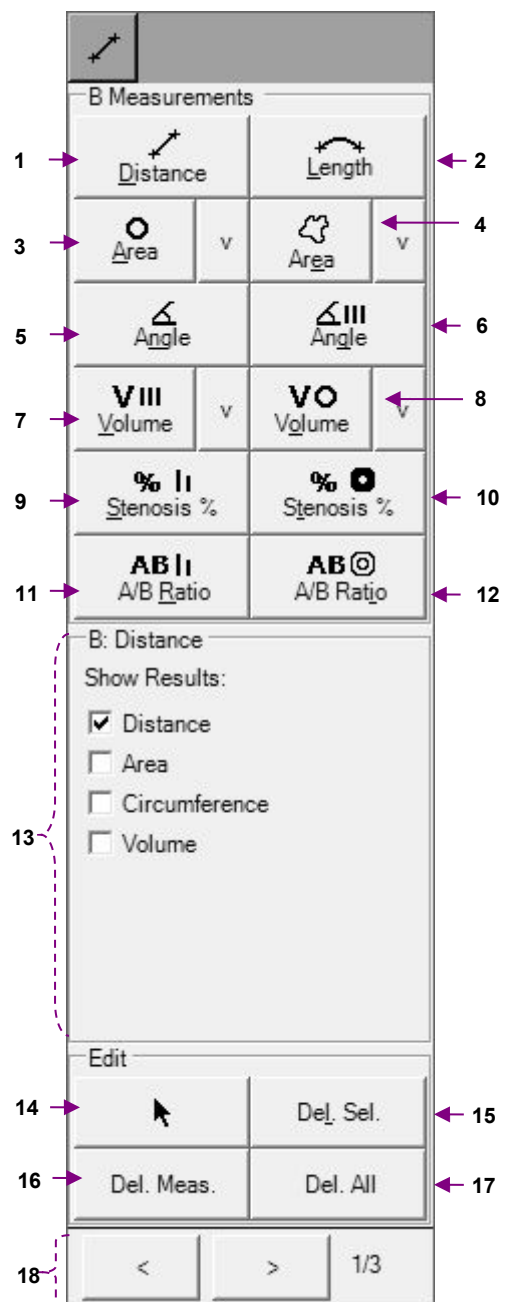 B Measurements
1 Distance Length 2
3 Area v Area v 4
5 Angle Angle 6
7 V Volume v V Volume v 8
9 % Stenosis % % Stenosis % 10
11 AB A/B Ratio AB A/B Ratio 12
B: Distance
Show Results:
Distance
Area
Circumference
13 Volume
Edit
14 Del. Sel. 15
16 Del. Meas. Del. All 17
18 < > 1/3